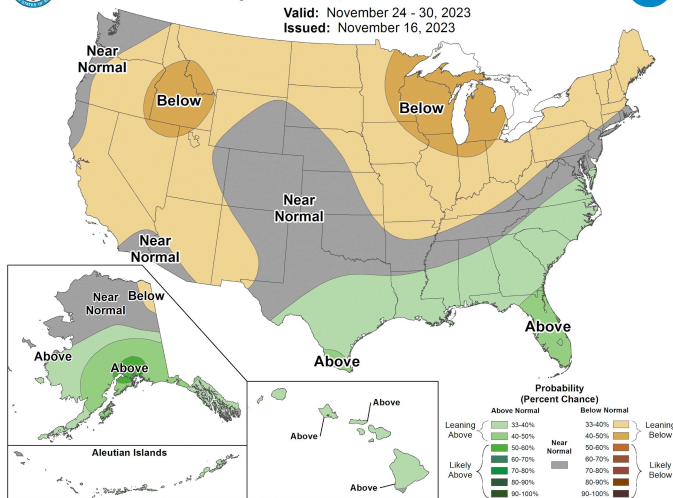 Valid: November 24 - 30, 2023
Issued: November 16, 2023
Near
Normal
Below
Below
Near
Normal
Near
Normal
Above
Above
Near
Normal
Below
Above
Above
Aleutian Islands
Above
Above
Above
Probability
(Percent Chance)
Above Normal
Below Normal
Leaning
Above
33-40%
40-50%
Likely
Above
50-60%
60-70%
70-80%
80-90%
90-100%
Near
Normal
33-40%
40-50%
Leaning
Below
50-60%
60-70%
70-80%
80-90%
90-100%
Likely
Below